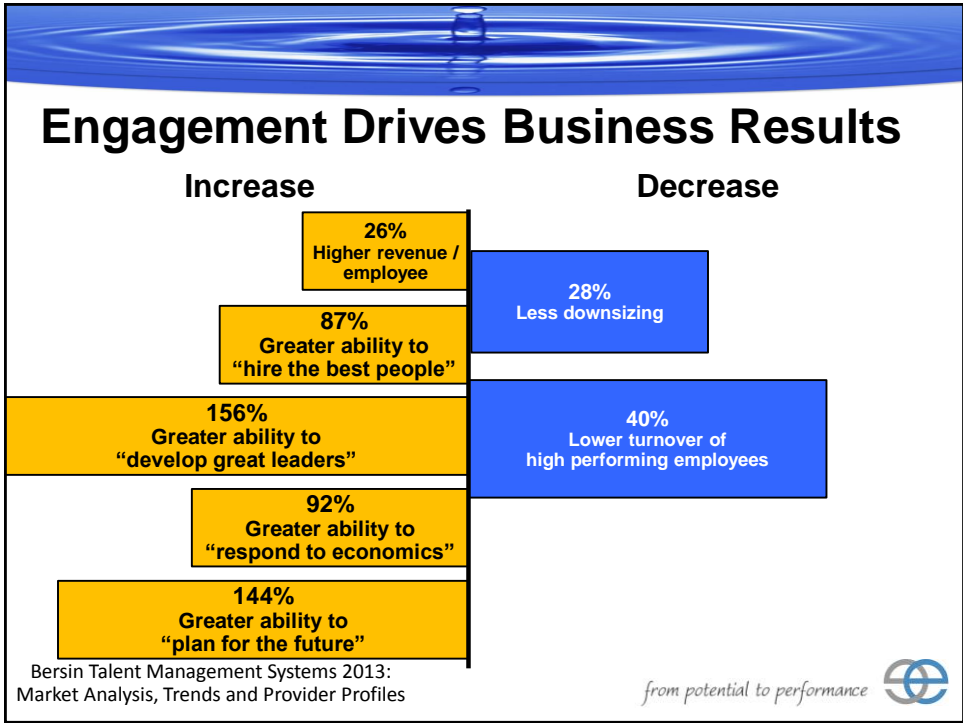 Engagement Drives Business Results
Increase
Decrease
26%
Higher revenue /
employee
28%
Less downsizing
87%
Greater ability to
“hire the best people”
156%
Greater ability to
“develop great leaders”
40%
Lower turnover of
high performing employees
92%
Greater ability to
“respond to economics”
144%
Greater ability to
“plan for the future”
Bersin Talent Management Systems 2013:
Market Analysis, Trends and Provider Profiles
from potential to performance